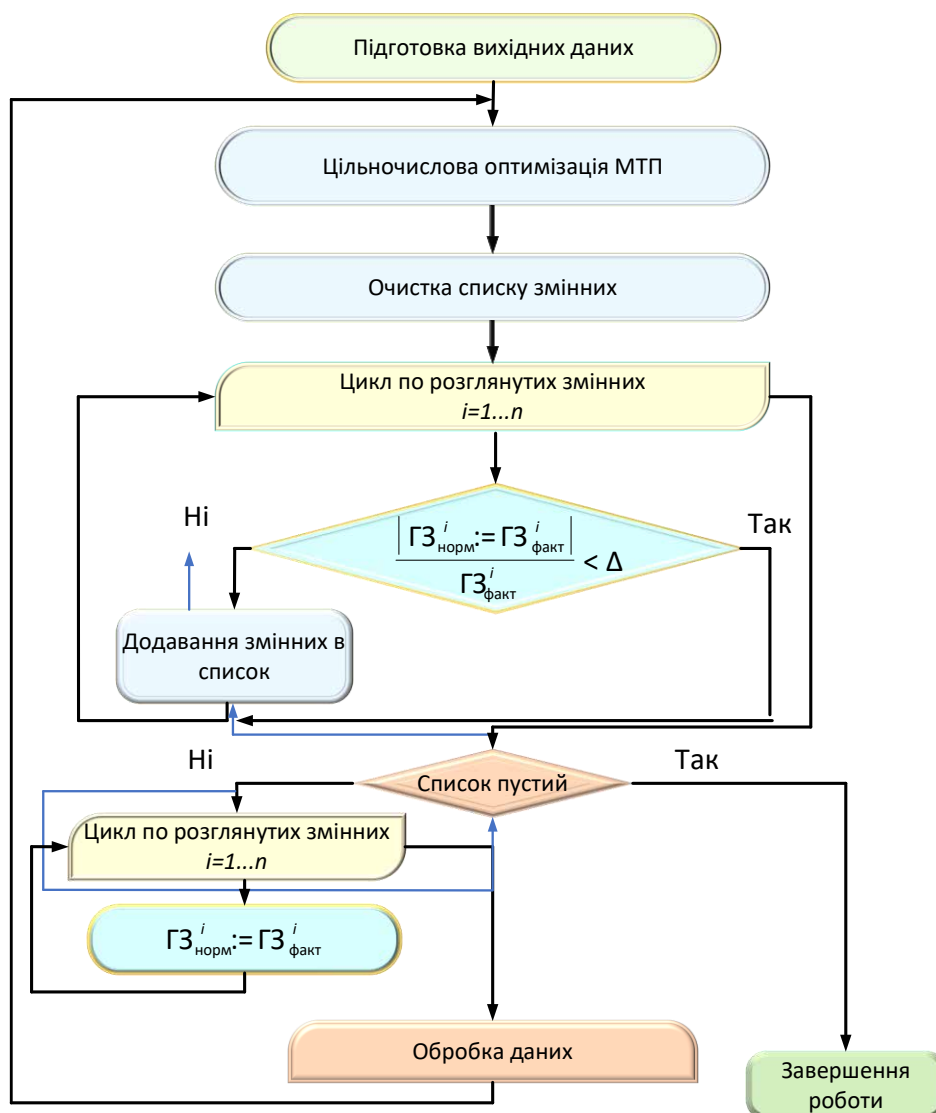 Підготовка вихідних даних
Цільночислова оптимізація МТП
Очистка списку змінних
Цикл по розглянутих змінних
i=1...n
Ні
Так
|ГЗ^i_норм:= ГЗ^i_факт|
ГЗ^i_факт
< Δ
Додавання змінних в
список
Ні
Так
Список пустий
Цикл по розглянутих змінних
i=1...n
ГЗ^i_норм:= ГЗ^i_факт
Обробка даних
Завершення
роботи